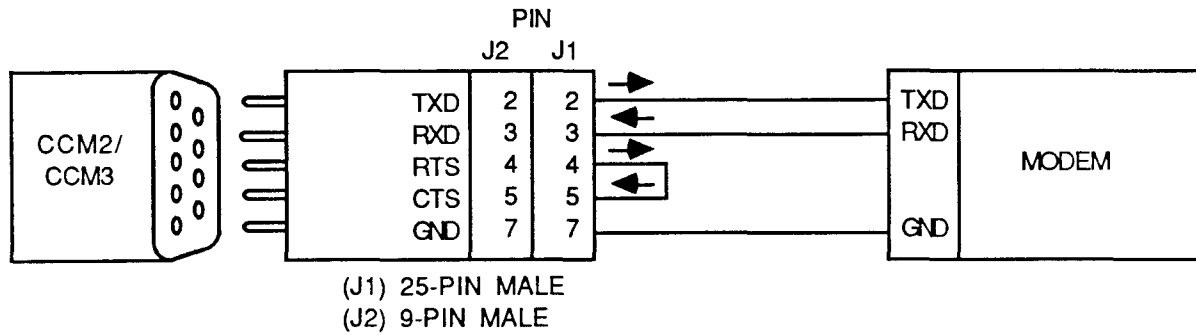 PIN
J2 J1
CCM2/
CCM3
TXD 2 2
RXD 3 3
RTS 4 4
CTS 5 5
GND 7 7
TXD
RXD
GND
MODEM
(J1) 25-PIN MALE
(J2) 9-PIN MALE